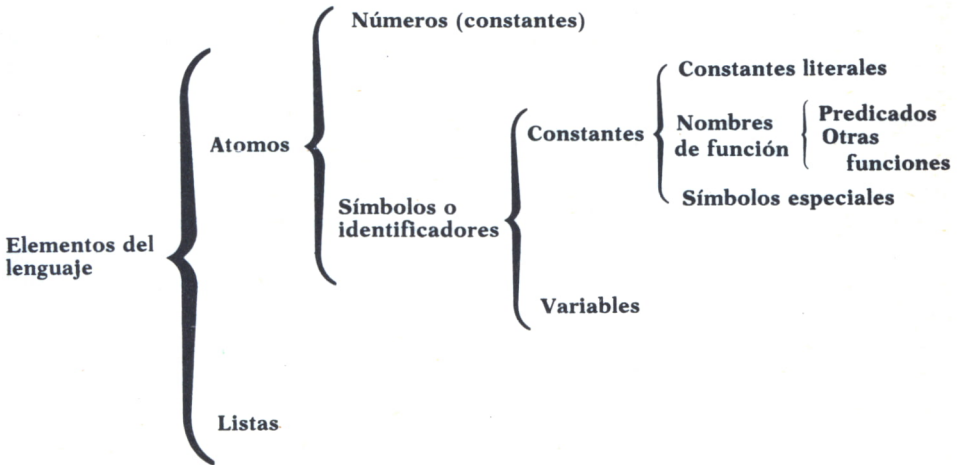 Números (constantes)
Constantes literales
Predicados
Nombres
Otras
de función
funciones
Constantes
Atomos
Símbolos o
identificadores
Símbolos especiales
Elementos del
lenguaje
Variables
Listas